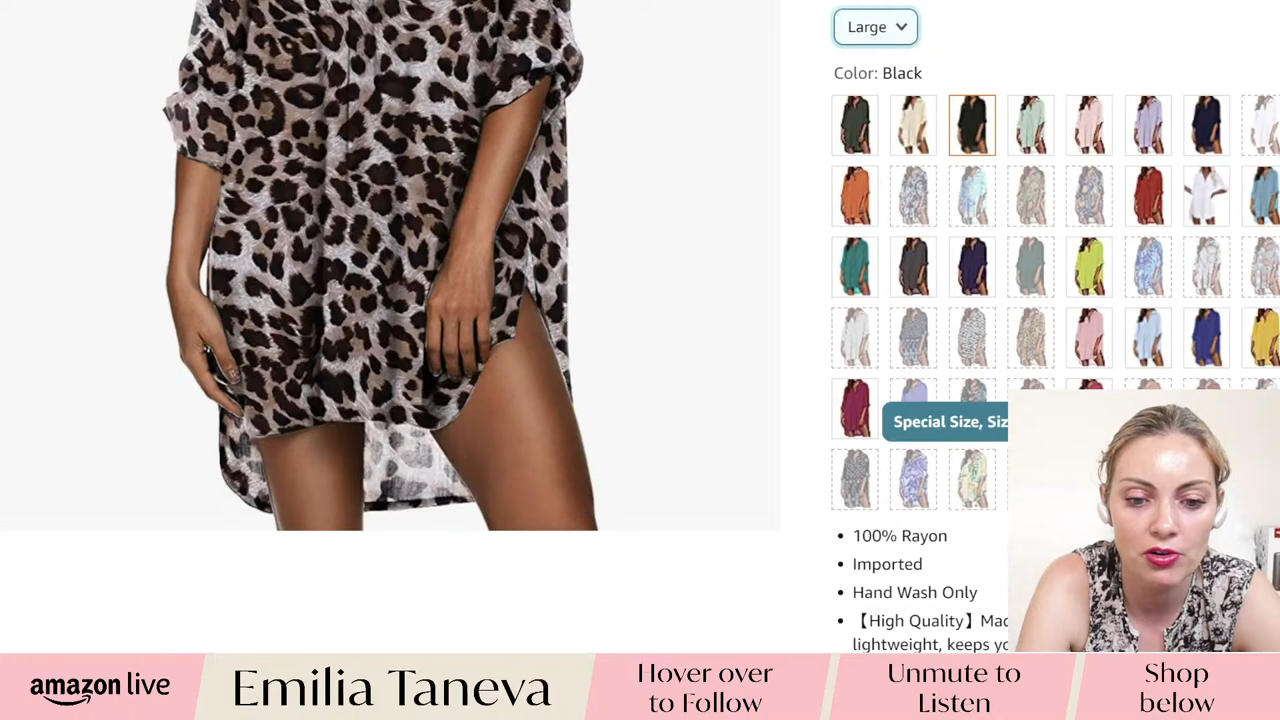 Large
Color: Black
Special Size, Siz
100% Rayon
Imported
Hand Wash Only
【High Quality】Mac
lightweight, keeps yo
amazon live
Emilia Taneva
Hover over
to Follow
Unmute to
Listen
Shop
below